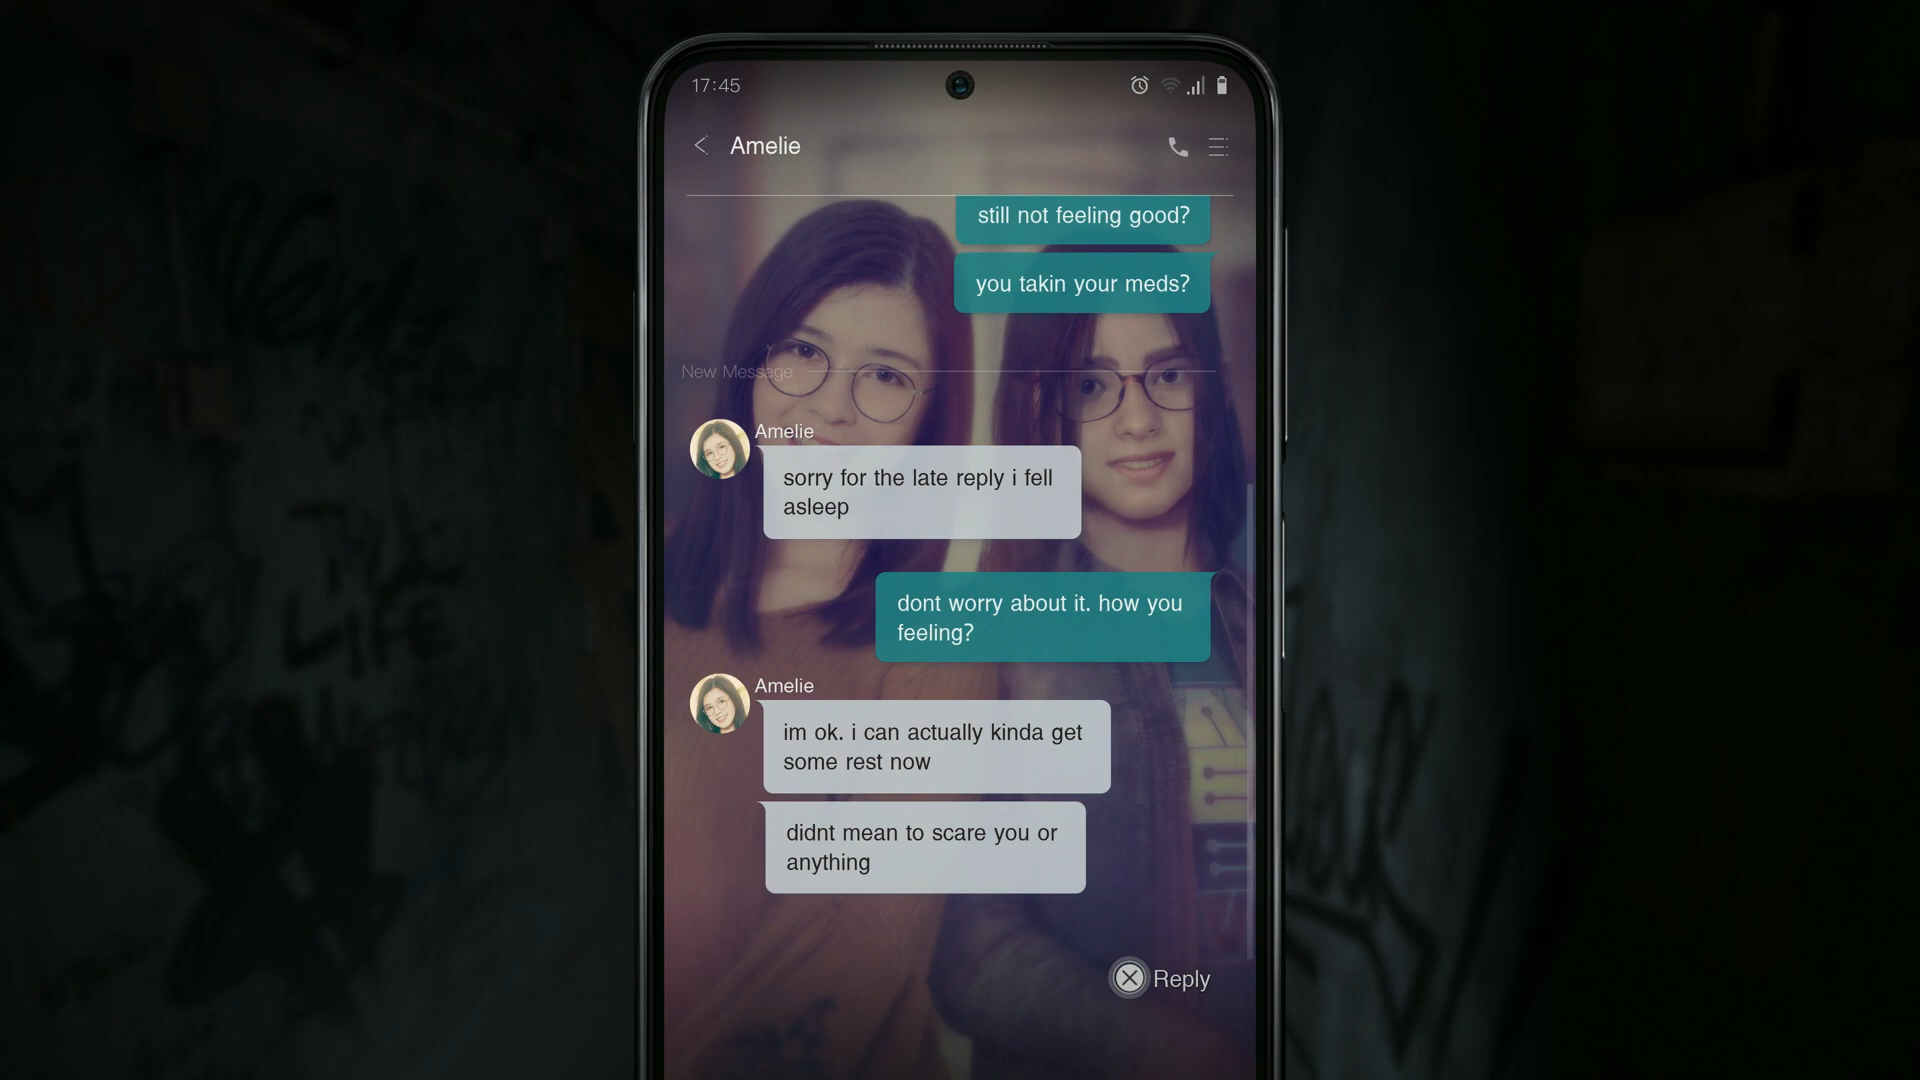 17:45
Amelie
still not feeling good?
you takin your meds?
New Message
Amelie
sorry for the late reply i fell
asleep
dont worry about it. how you
feeling?
Amelie
im ok. i can actually kinda get
some rest now
didnt mean to scare you or
anything
Reply
THE
LIFE